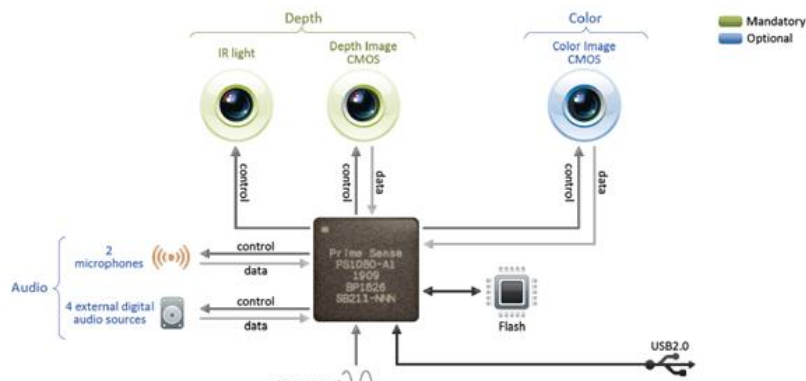 Depth
Color
Mandatory
Optional
IR light
Depth Image
CMOS
Color Image
CMOS
control
control
data
control
data
Audio
2
microphones
control
data
4 external digital
audio sources
control
data
Prime Sense
PS1080-A1
1909
BP1826
SB211-NNN
Flash
USB2.0